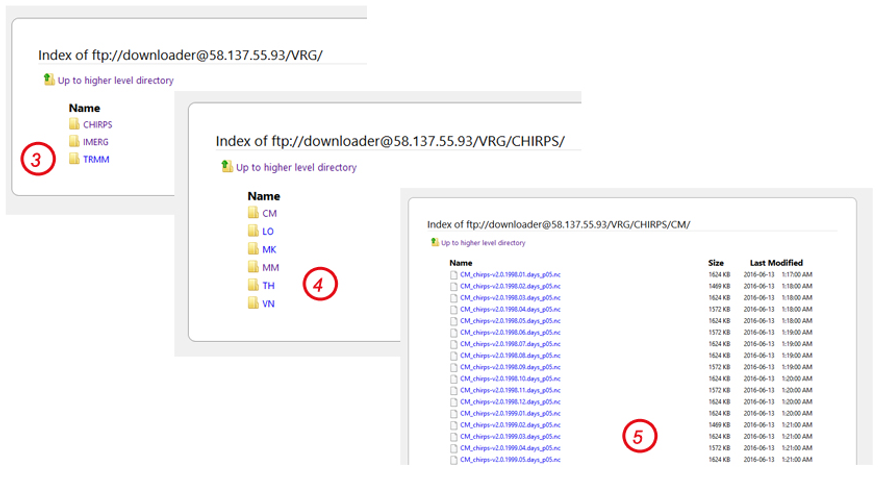 Index of ftp://downloader@58.137.55.93/VRG/
Up to higher level directory
Name
CHIRPS
IMERG
TRMM
3
Index of ftp://downloader@58.137.55.93/VRG/CHIRPS/
Up to higher level directory
Name
CM
LO
MK
MM
TH
VN
4
Index of ftp://downloader@58.137.55.93/VRG/CHIRPS/CM/
Up to higher level directory
Name Size Last Modified
CM_chirps-v2.0.1998.01.days_p05.nc 1624 KB 2016-06-13 1:17:00 AM
CM_chirps-v2.0.1998.02.days_p05.nc 1469 KB 2016-06-13 1:18:00 AM
CM_chirps-v2.0.1998.03.days_p05.nc 1624 KB 2016-06-13 1:18:00 AM
CM_chirps-v2.0.1998.04.days_p05.nc 1572 KB 2016-06-13 1:18:00 AM
CM_chirps-v2.0.1998.05.days_p05.nc 1624 KB 2016-06-13 1:18:00 AM
CM_chirps-v2.0.1998.06.days_p05.nc 1572 KB 2016-06-13 1:19:00 AM
CM_chirps-v2.0.1998.07.days_p05.nc 1624 KB 2016-06-13 1:19:00 AM
CM_chirps-v2.0.1998.08.days_p05.nc 1624 KB 2016-06-13 1:19:00 AM
CM_chirps-v2.0.1998.09.days_p05.nc 1572 KB 2016-06-13 1:19:00 AM
CM_chirps-v2.0.1998.10.days_p05.nc 1624 KB 2016-06-13 1:20:00 AM
CM_chirps-v2.0.1998.11.days_p05.nc 1572 KB 2016-06-13 1:20:00 AM
CM_chirps-v2.0.1998.12.days_p05.nc 1624 KB 2016-06-13 1:20:00 AM
CM_chirps-v2.0.1999.01.days_p05.nc 1624 KB 2016-06-13 1:20:00 AM
CM_chirps-v2.0.1999.02.days_p05.nc 1469 KB 2016-06-13 1:21:00 AM
CM_chirps-v2.0.1999.03.days_p05.nc 1624 KB 2016-06-13 1:21:00 AM
CM_chirps-v2.0.1999.04.days_p05.nc 1572 KB 2016-06-13 1:21:00 AM
CM_chirps-v2.0.1999.05.days_p05.nc 1624 KB 2016-06-13 1:21:00 AM
5